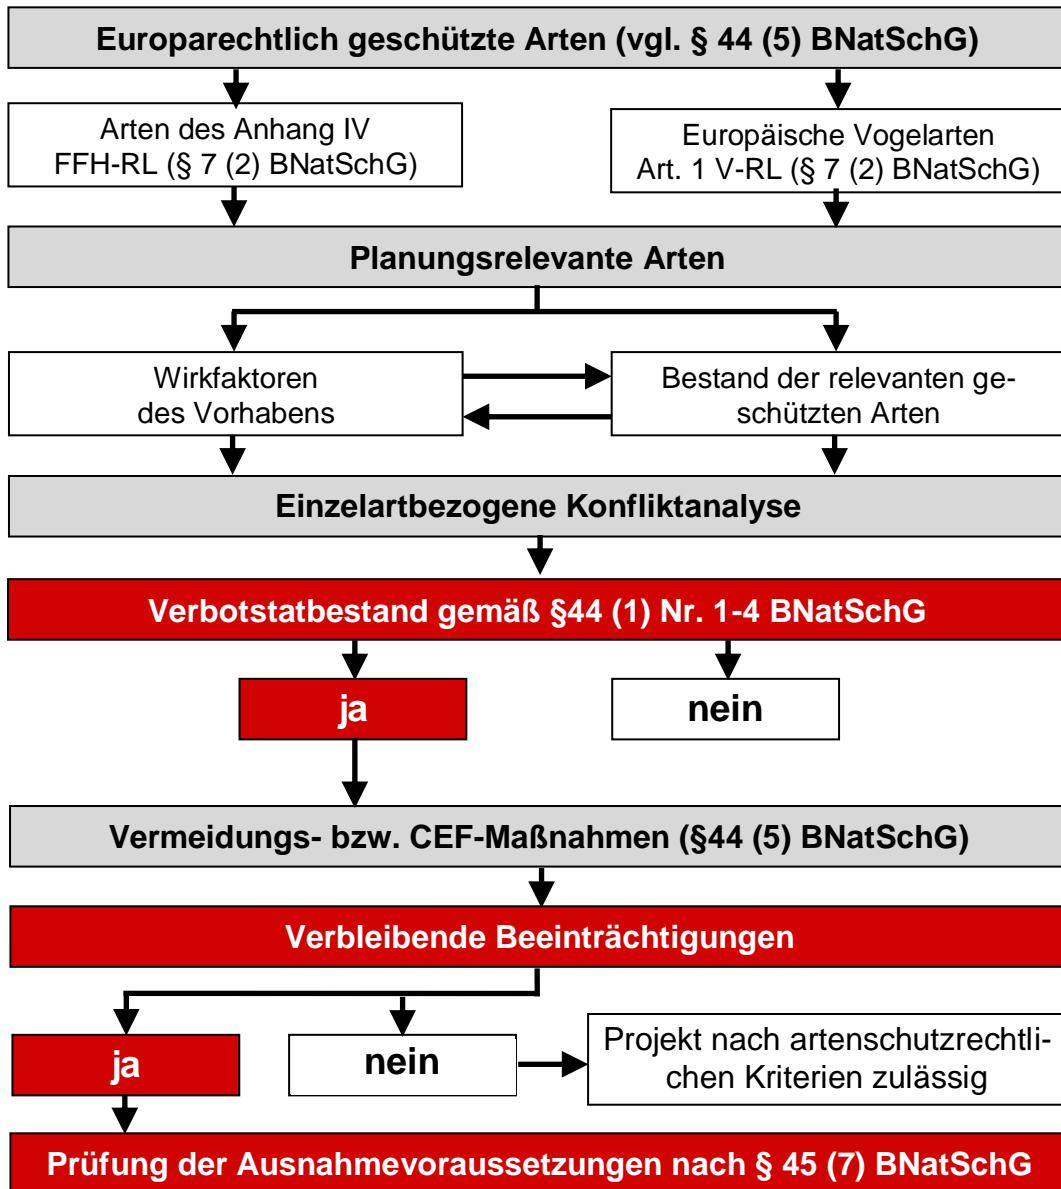 Europarechtlich geschützte Arten (vgl. § 44 (5) BNatSchG)
Arten des Anhang IV
FFH-RL (§ 7 (2) BNatSchG)
Europäische Vogelarten
Art. 1 V-RL (§ 7 (2) BNatSchG)
Planungsrelevante Arten
Wirkfaktoren
des Vorhabens
Bestand der relevanten ge-
schützten Arten
Einzelartbezogene Konfliktanalyse
Verbotstatbestand gemäß §44 (1) Nr. 1-4 BNatSchG
ja
nein
Vermeidungs- bzw. CEF-Maßnahmen (§44 (5) BNatSchG)
Verbleibende Beeinträchtigungen
ja
nein
Projekt nach artenschutzrechtli-
chen Kriterien zulässig
Prüfung der Ausnahmevoraussetzungen nach § 45 (7) BNatSchG